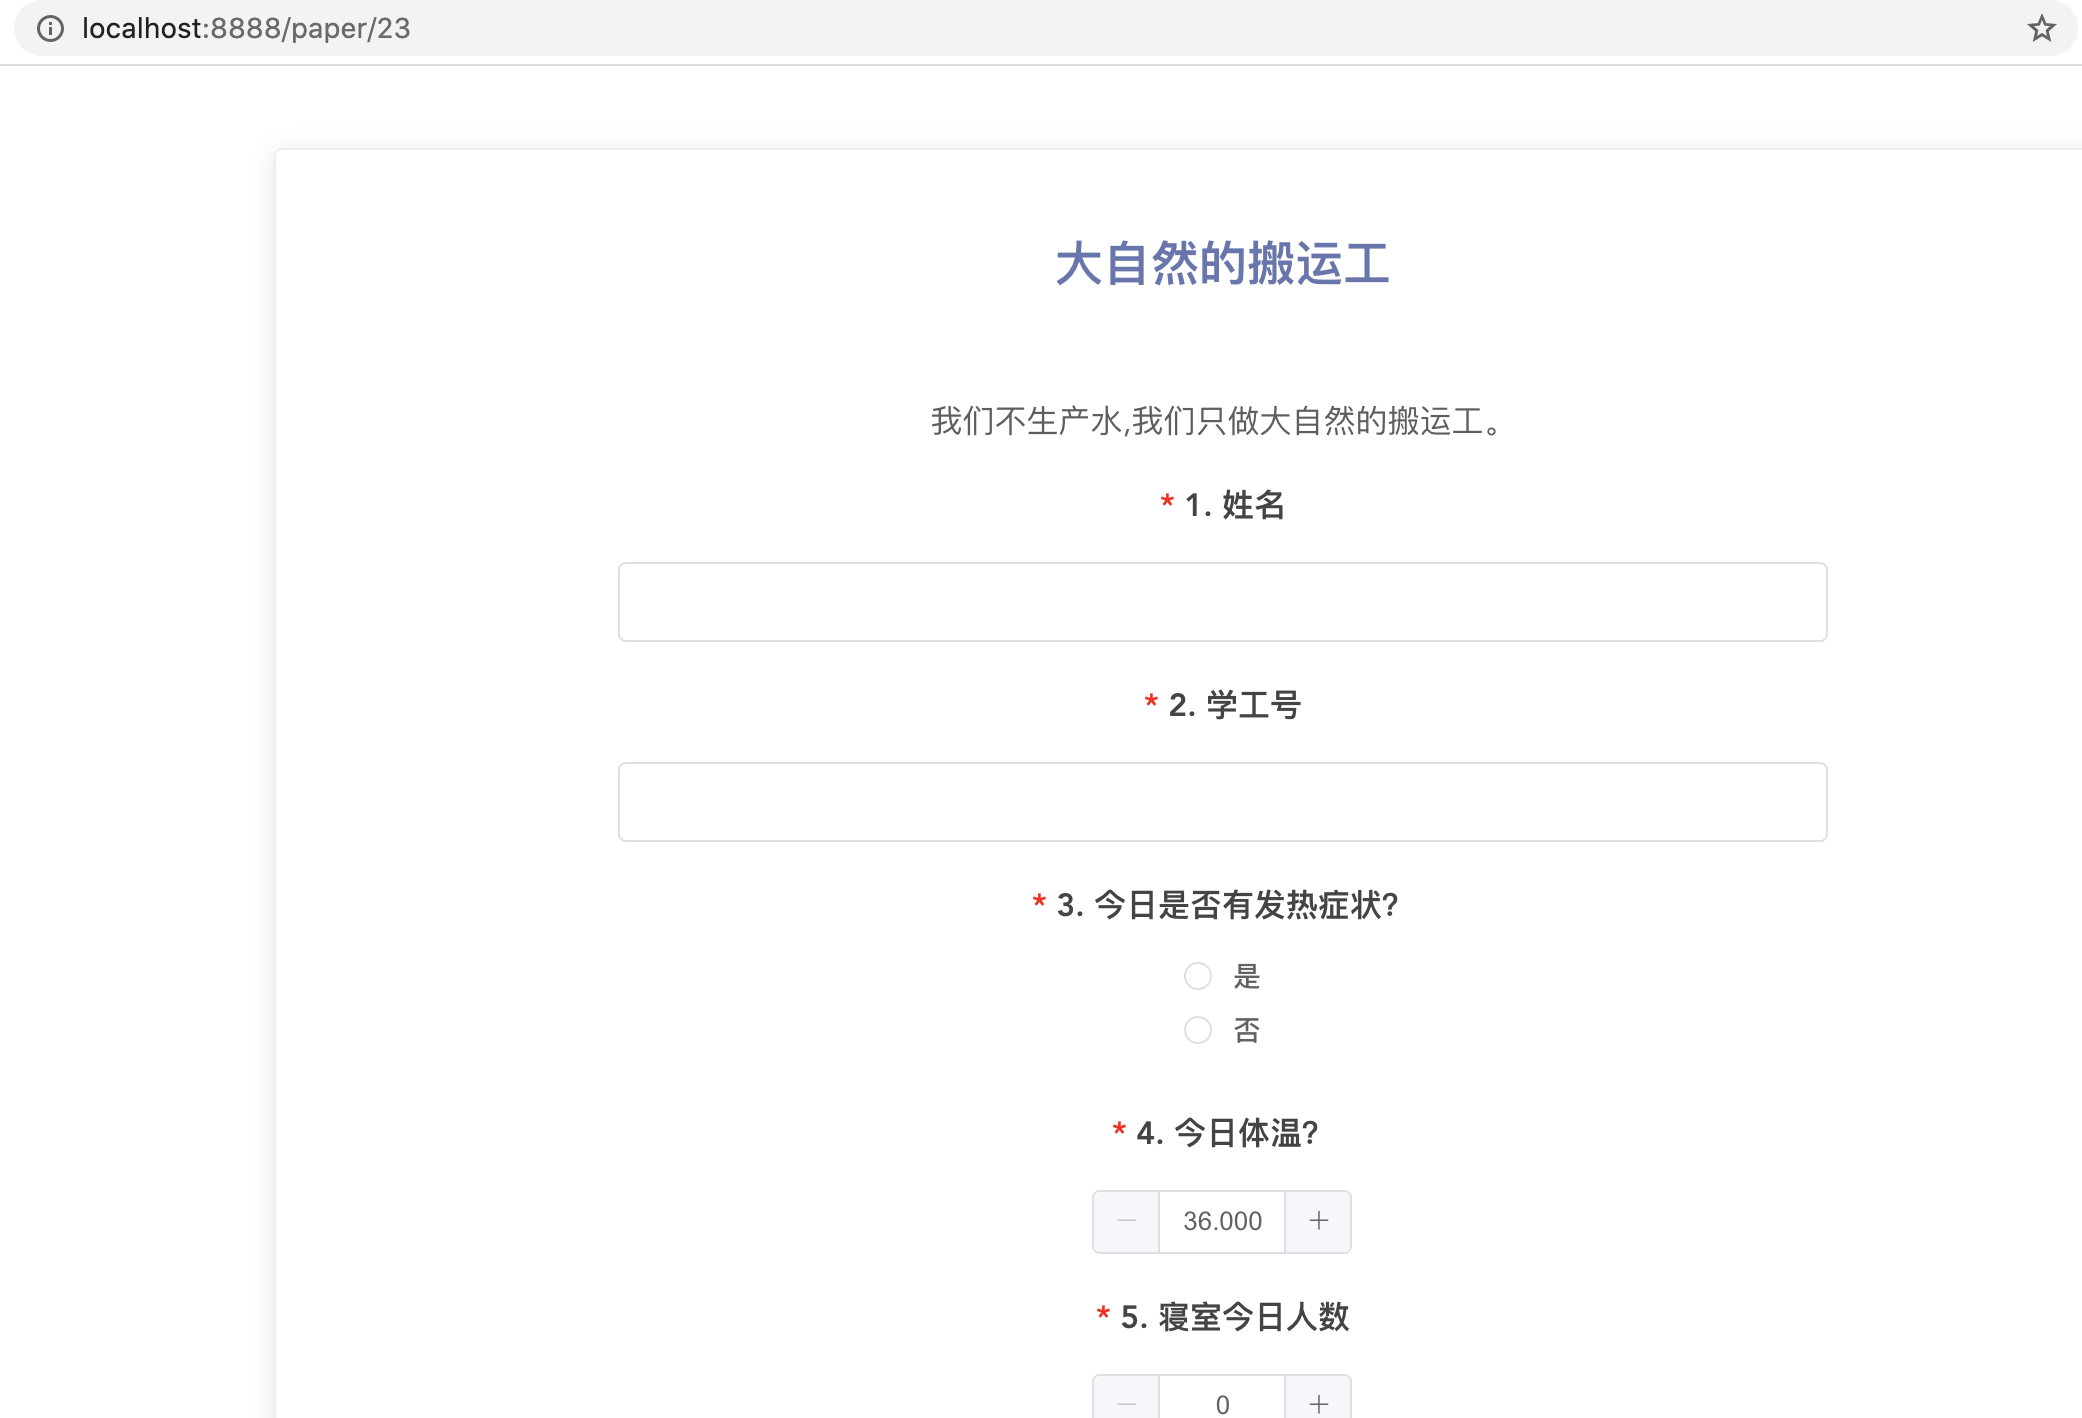 localhost:8888/paper/23
大自然的搬运工
我们不生产水,我们只做大自然的搬运工。
* 1. 姓名
* 2. 学工号
* 3. 今日是否有发热症状?
是
否
* 4. 今日体温?
36.000
* 5. 寝室今日人数
0